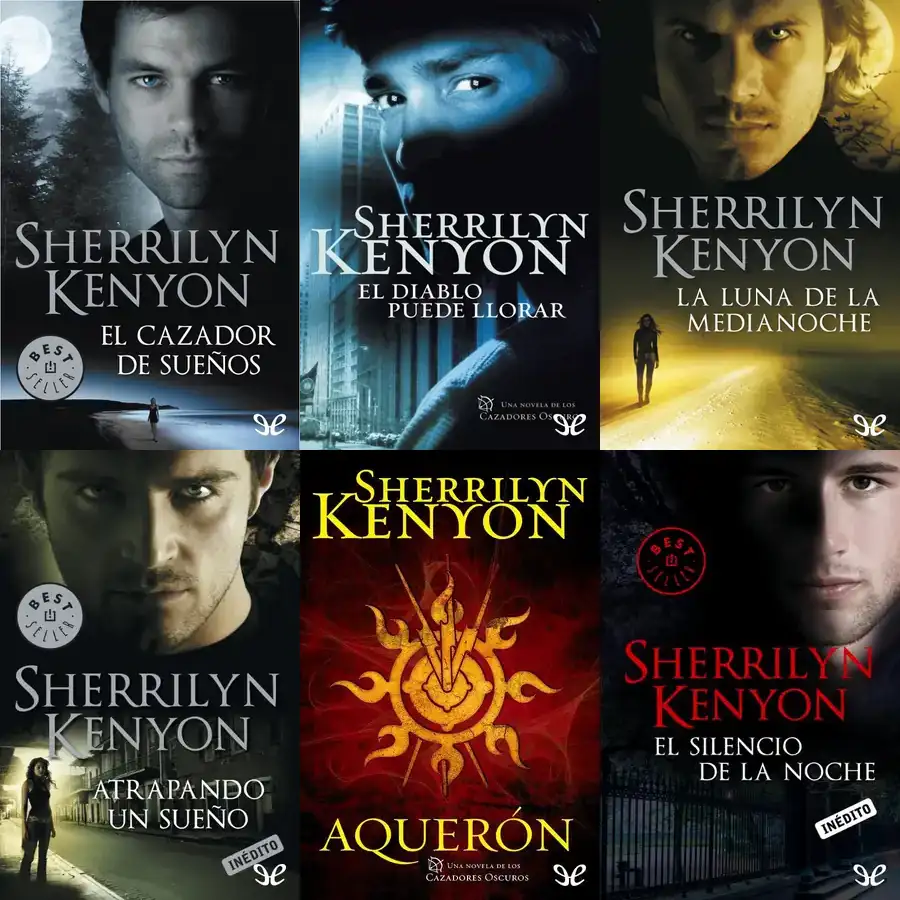 SHERRILYN
KENYON
EL CAZADOR
DE SUEÑOS
BEST
SELLER
SHERRILYN
KENYON
EL DIABLO
PUEDE LLORAR
UNA NOVELA DE LOS
CAZADORES OSCUROS
SHERRILYN
KENYON
LA LUNA DE LA
MEDIANOCHE
BEST
SELLER
SHERRILYN
KENYON
ATRAPANDO
UN SUEÑO
INÉDITO
SHERRILYN
KENYON
AQUERÓN
UNA NOVELA DE LOS
CAZADORES OSCUROS
BEST
SELLER
SHERRILYN
KENYON
EL SILENCIO
DE LA NOCHE
INÉDITO